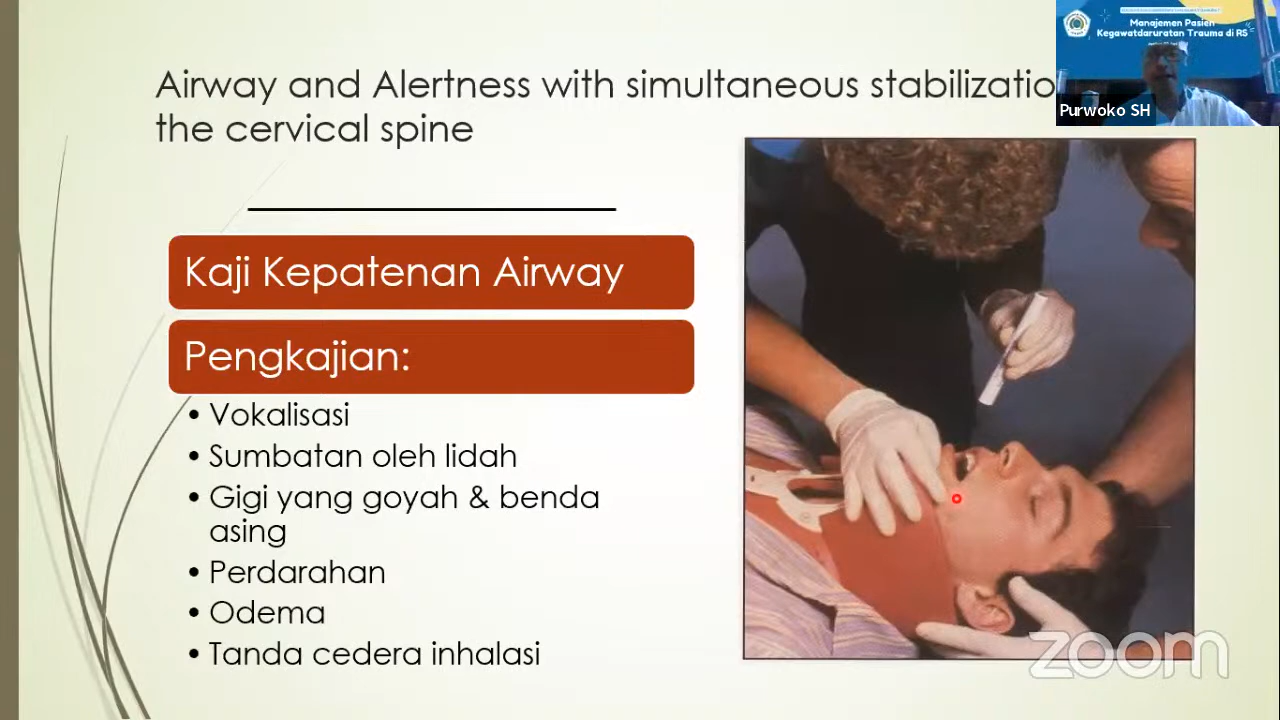 Airway and Alertness with simultaneous stabilizatio
the cervical spine
Manajemen Pasien
Kegawatdaruratan Trauma di RS
Purwoko SH
Kaji Kepatenan Airway
Pengkajian:
• Vokalisasi
• Sumbatan oleh lidah
• Gigi yang goyah & benda
asing
• Perdarahan
• Odema
• Tanda cedera inhalasi
zoom